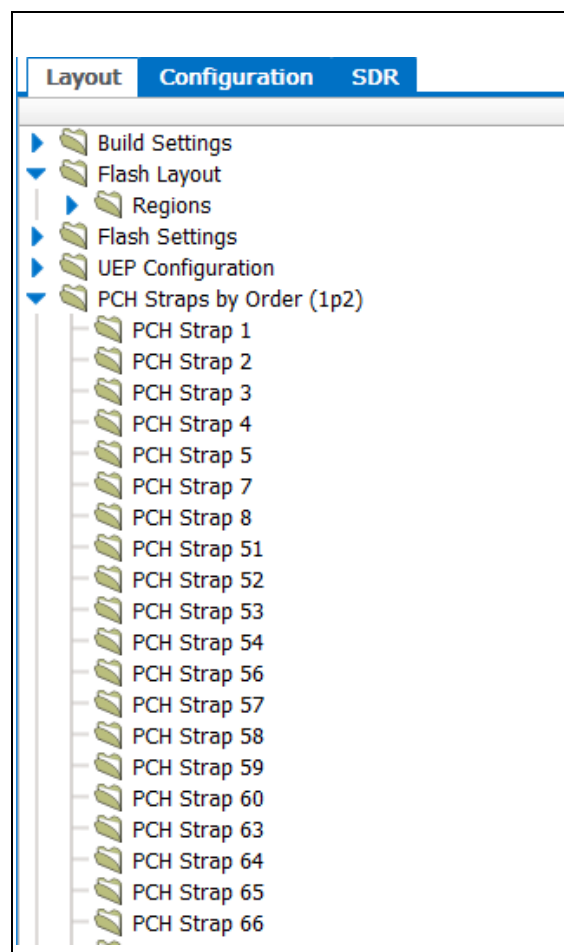 Layout Configuration SDR
Build Settings
Flash Layout
Regions
Flash Settings
UEP Configuration
PCH Straps by Order (1p2)
PCH Strap 1
PCH Strap 2
PCH Strap 3
PCH Strap 4
PCH Strap 5
PCH Strap 7
PCH Strap 8
PCH Strap 51
PCH Strap 52
PCH Strap 53
PCH Strap 54
PCH Strap 56
PCH Strap 57
PCH Strap 58
PCH Strap 59
PCH Strap 60
PCH Strap 63
PCH Strap 64
PCH Strap 65
PCH Strap 66